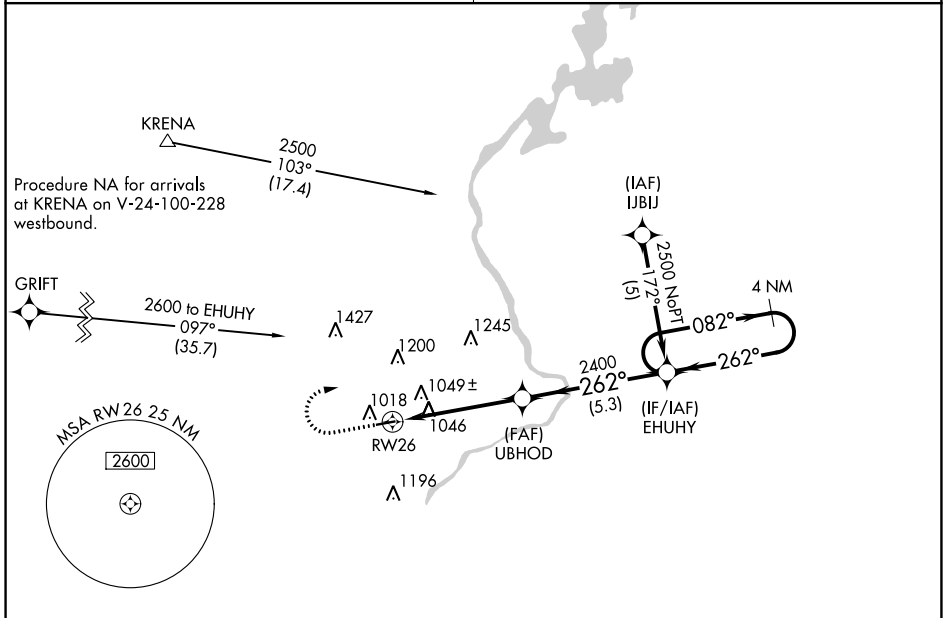 KRENA
2500
103°
(17.4)
Procedure NA for arrivals
at KRENA on V-24-100-228
westbound.
(IAF)
IJBIJ
2500 NoPT
172°
(5)
4 NM
082°
262°
GRIFT
2600 to EHUHY
097°
(35.7)
1427
1245
1200
1049±
1018
1046
RW26
2400
262°
(5.3)
(IF/IAF)
EHUHY
(FAF)
UBHOD
1196
MSA RW26 25 NM
2600